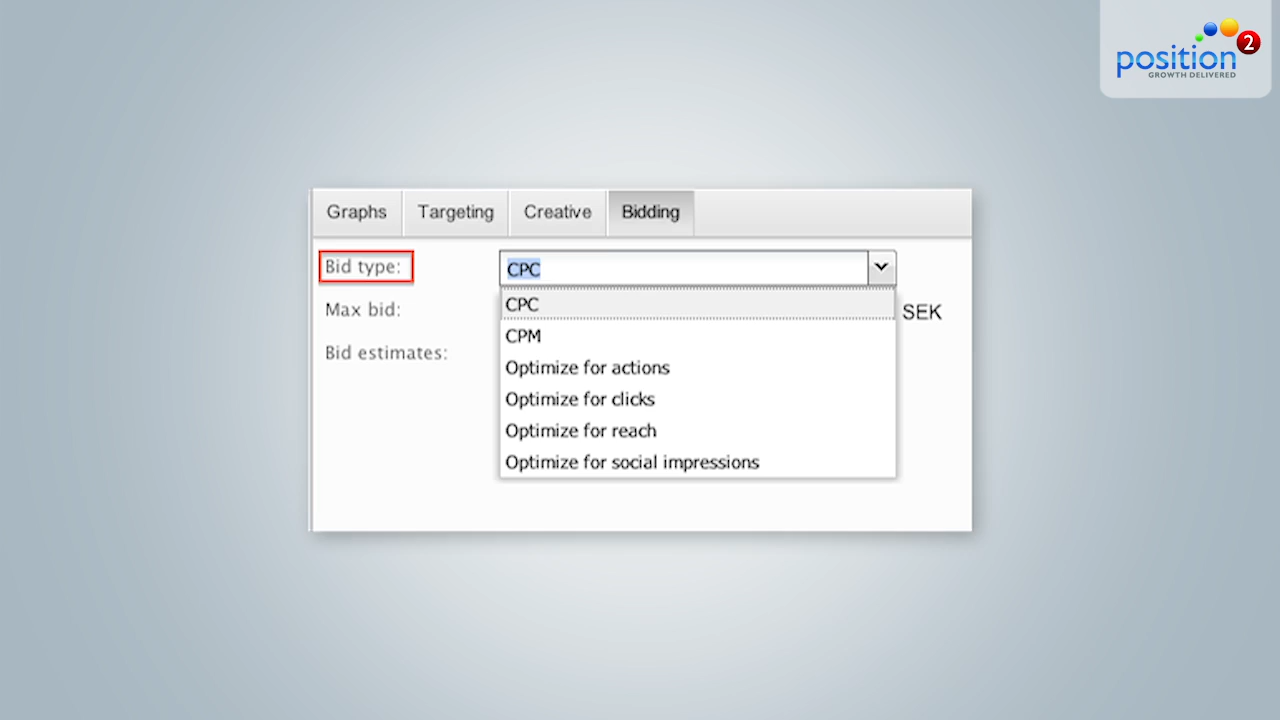 position2
GROWTH DELIVERED
Graphs Targeting Creative Bidding
Bid type: CPC
CPC
Max bid: SEK
CPM
Bid estimates:
Optimize for actions
Optimize for clicks
Optimize for reach
Optimize for social impressions